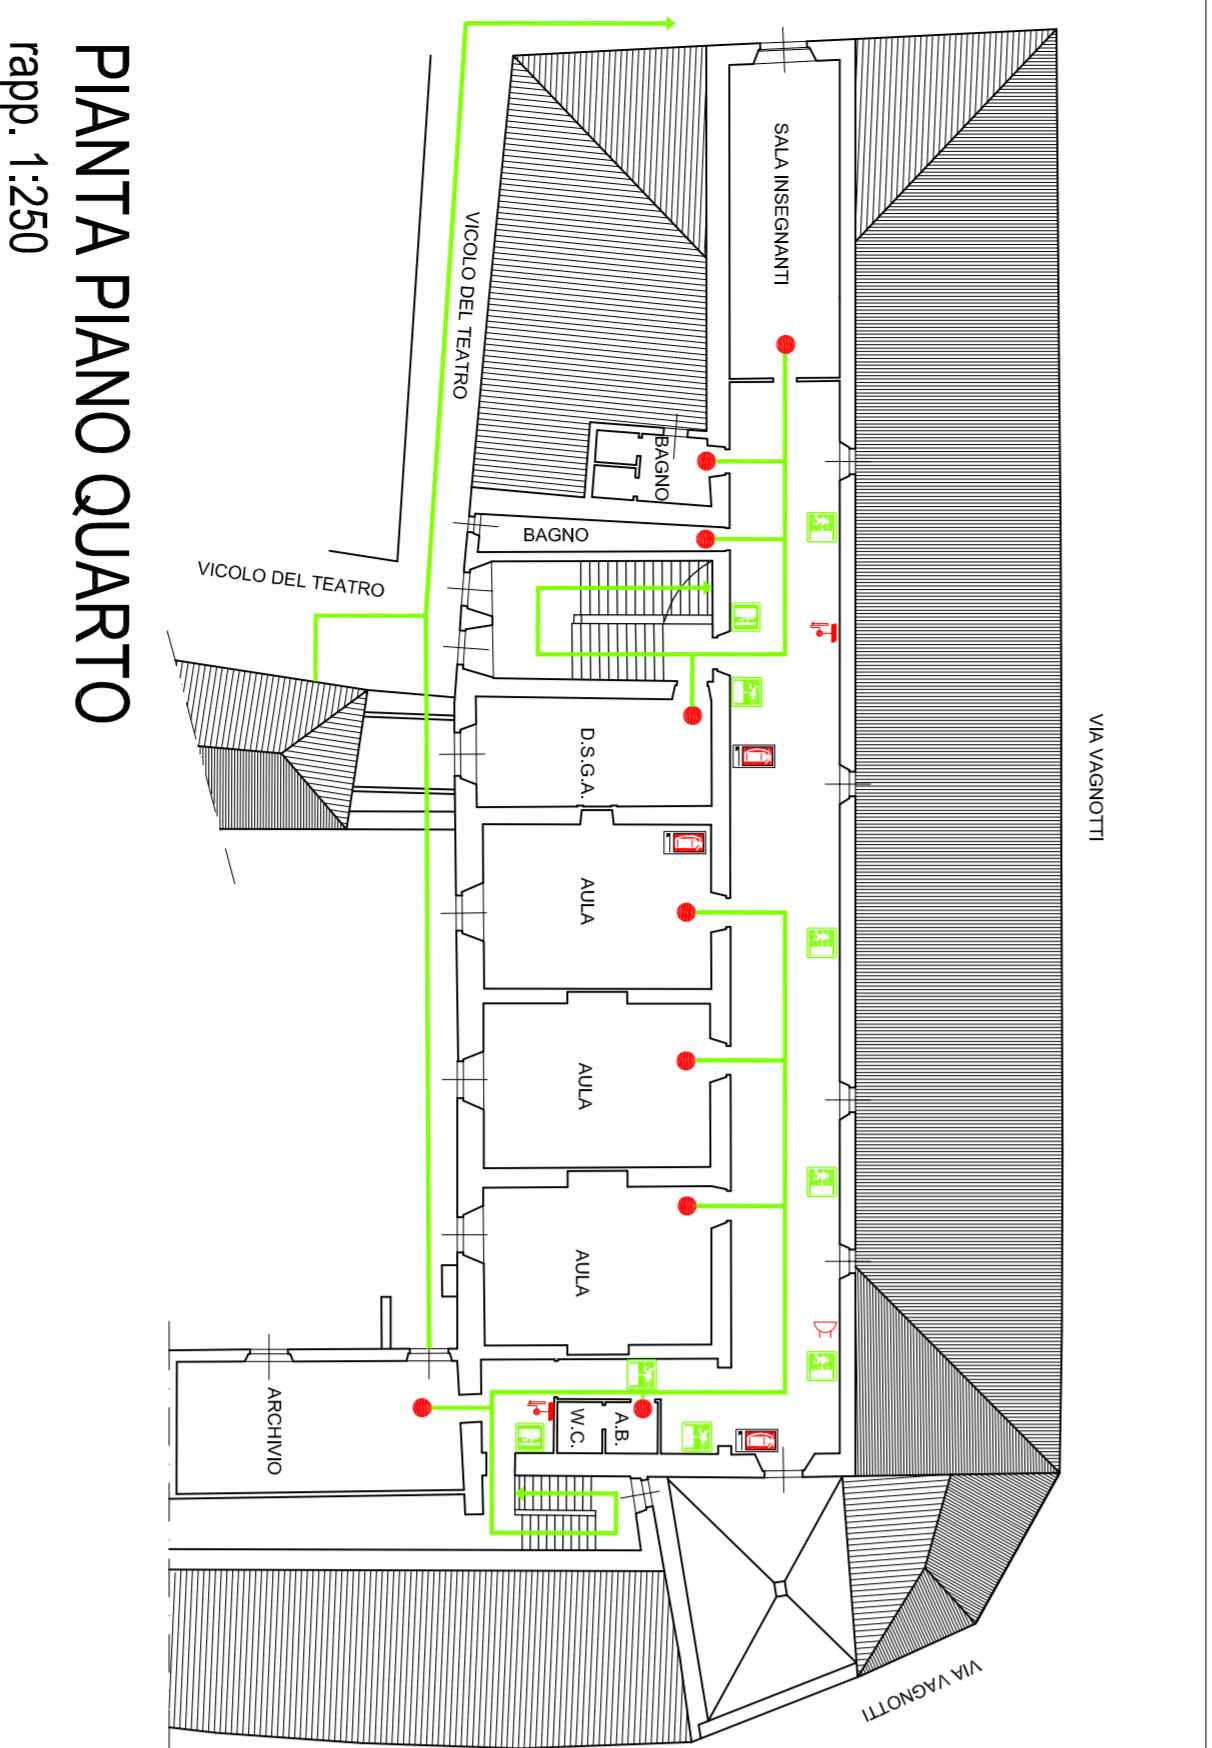 PIANTA PIANO QUARTO
rapp. 1:250
VIA VAGNOTTI
SALA INSEGNANTI
VICOLO DEL TEATRO
BAGNO
BAGNO
VICOLO DEL TEATRO
D.S.G.A.
AULA
AULA
AULA
ARCHIVIO
W.C.
A.B.
VIA VAGNOTTI